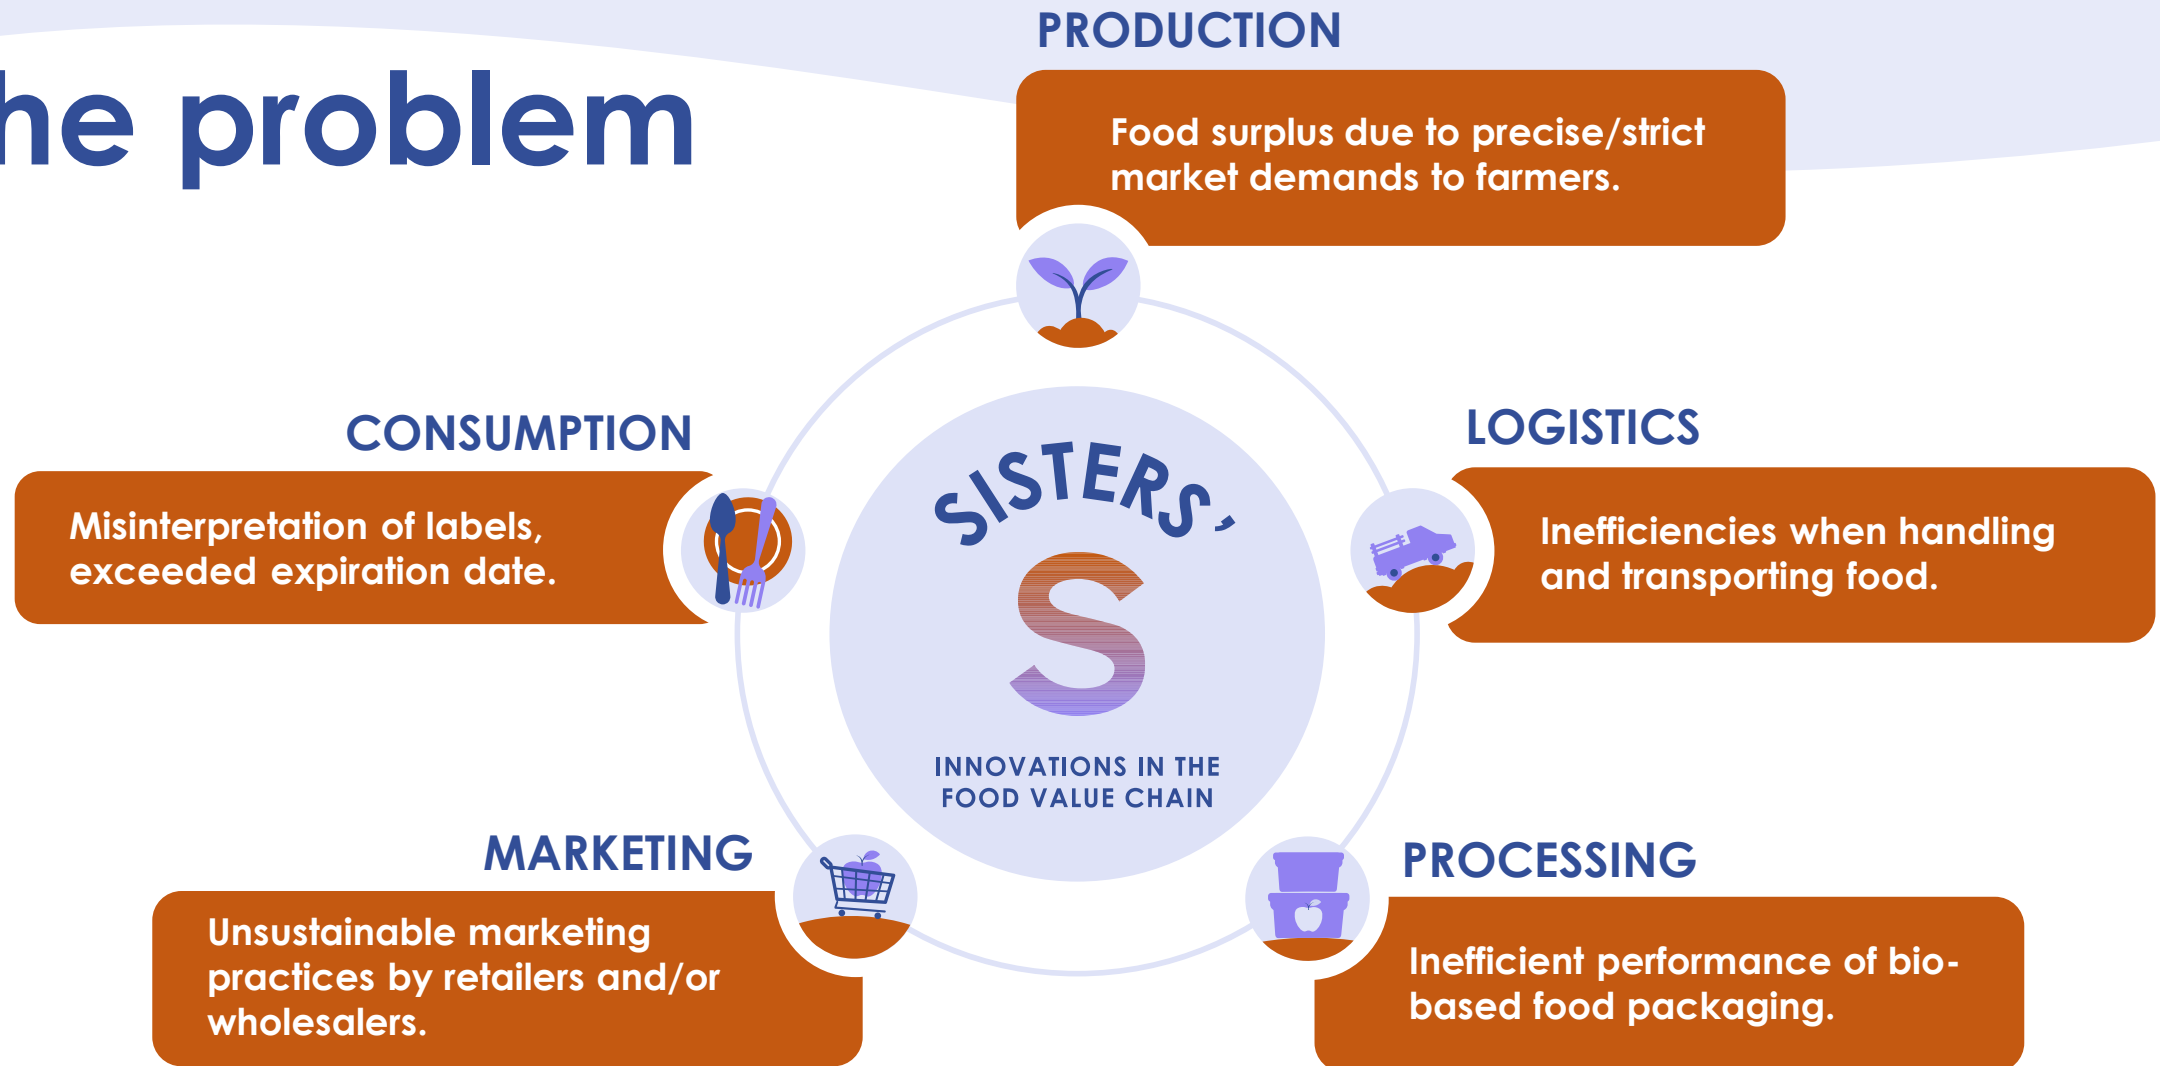 he problem
PRODUCTION
Food surplus due to precise/strict
market demands to farmers.
CONSUMPTION
Misinterpretation of labels,
exceeded expiration date.
LOGISTICS
Inefficiencies when handling
and transporting food.
SISTERS’
S
INNOVATIONS IN THE
FOOD VALUE CHAIN
MARKETING
Unsustainable marketing
practices by retailers and/or
wholesalers.
PROCESSING
Inefficient performance of bio-
based food packaging.